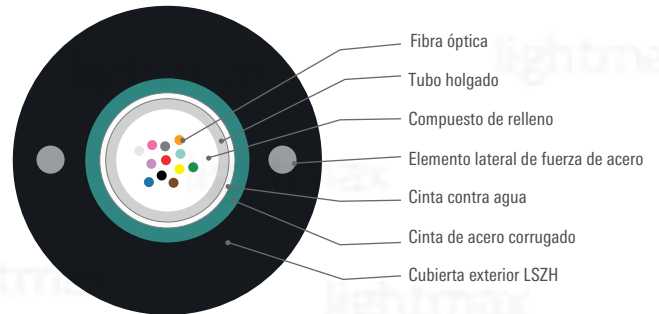 Fibra óptica
Tubo holgado
Compuesto de relleno
Elemento lateral de fuerza de acero
Cinta contra agua
Cinta de acero corrugado
Cubierta exterior LSZH
lightmax